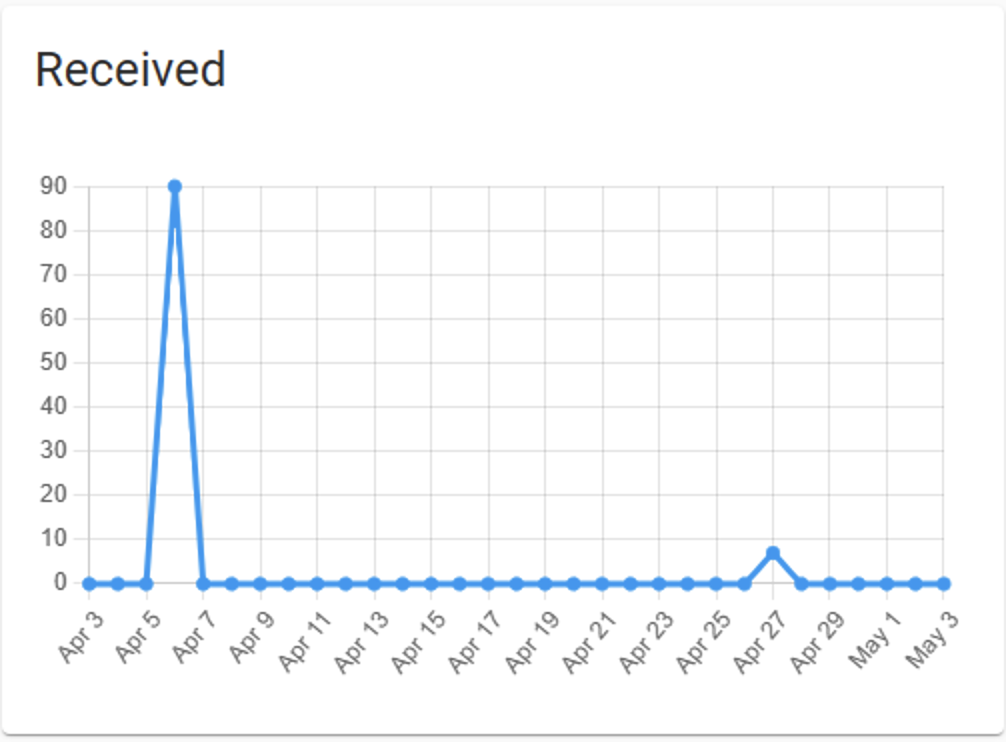 Received
90
80
70
60
50
40
30
20
10
0
Apr 3
Apr 5
Apr 7
Apr 9
Apr 11
Apr 13
Apr 15
Apr 17
Apr 19
Apr 21
Apr 23
Apr 25
Apr 27
Apr 29
May 1
May 3